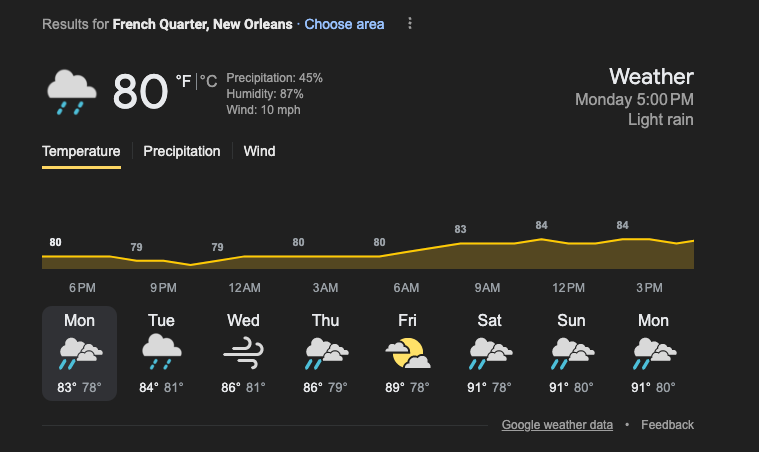 Results for French Quarter, New Orleans · Choose area
80 °F | °C
Precipitation: 45%
Humidity: 87%
Wind: 10 mph
Weather
Monday 5:00 PM
Light rain
Temperature Precipitation Wind
80 79 79 80 80 83 84 84
6 PM 9 PM 12 AM 3 AM 6 AM 9 AM 12 PM 3 PM
Mon Tue Wed Thu Fri Sat Sun Mon
83° 78° 84° 81° 86° 81° 86° 79° 89° 78° 91° 78° 91° 80° 91° 80°
Google weather data • Feedback